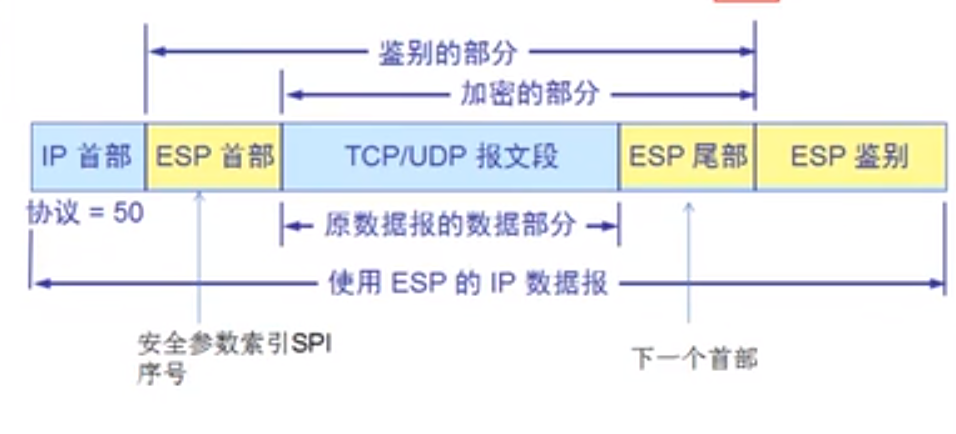 鉴别的部分
加密的部分
IP 首部 ESP 首部 TCP/UDP 报文段 ESP 尾部 ESP 鉴别
协议 = 50
原数据报的数据部分
使用 ESP 的 IP 数据报
安全参数索引SPI
序号
下一个首部